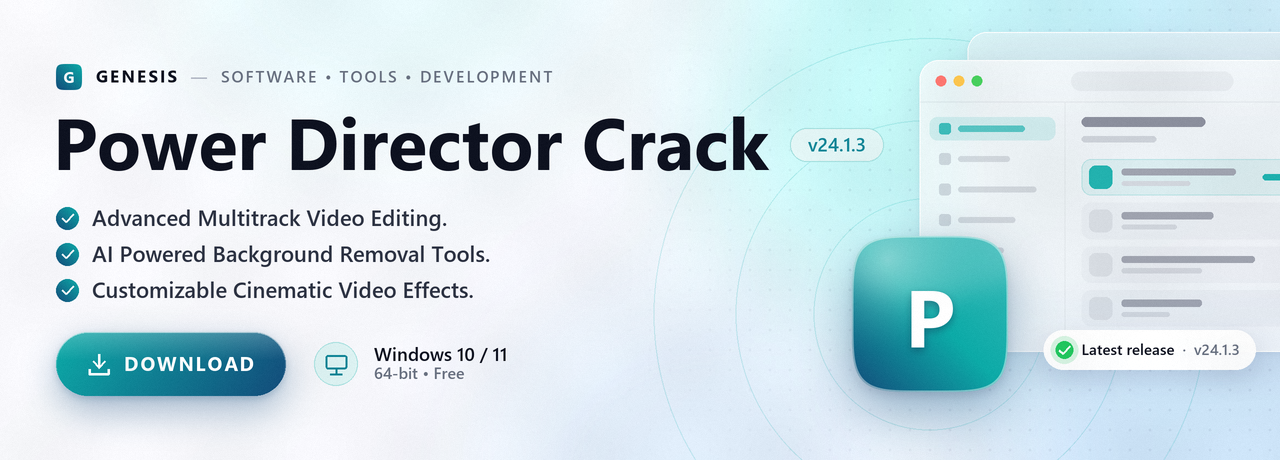 G GENESIS — SOFTWARE • TOOLS • DEVELOPMENT
Power Director Crack v24.1.3
Advanced Multitrack Video Editing.
AI Powered Background Removal Tools.
Customizable Cinematic Video Effects.
DOWNLOAD
Windows 10 / 11
64-bit • Free
P
Latest release · v24.1.3